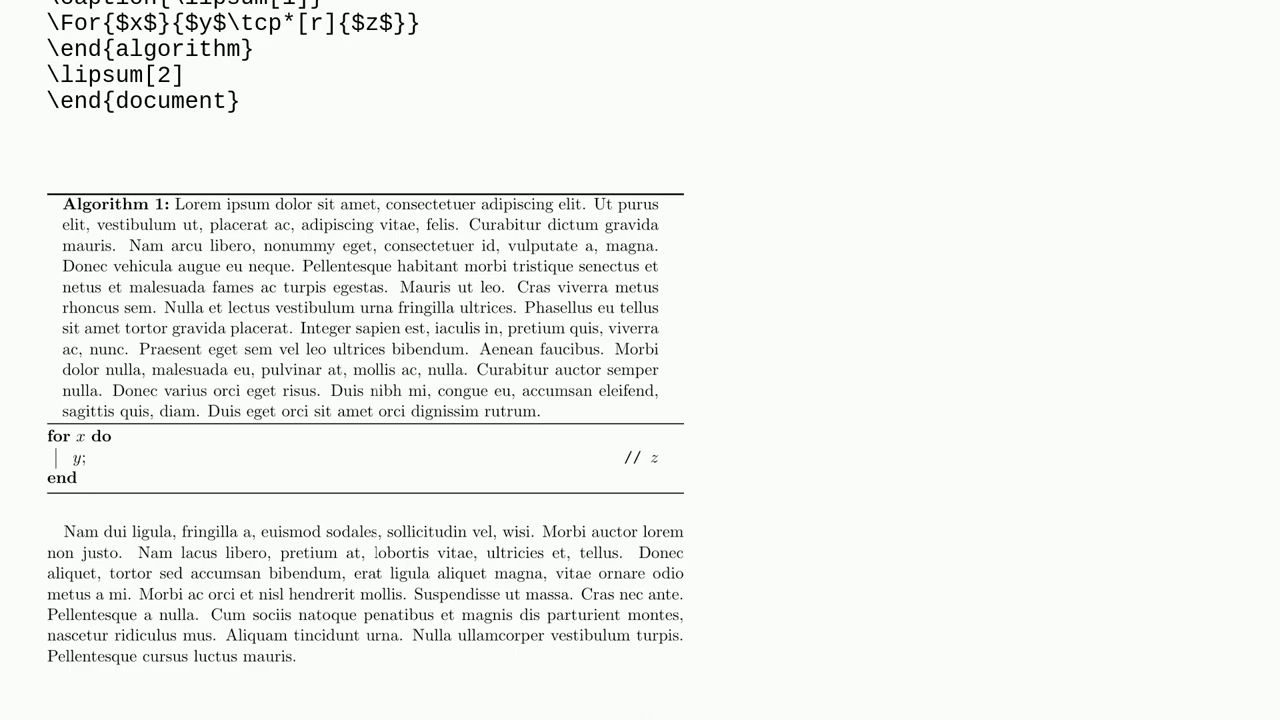 \caption{\lipsum[1]}
\For{$x$}{$y$\tcp*[r]{$z$}}
\end{algorithm}
\lipsum[2]
\end{document}
Algorithm 1: Lorem ipsum dolor sit amet, consectetuer adipiscing elit. Ut purus
elit, vestibulum ut, placerat ac, adipiscing vitae, felis. Curabitur dictum gravida
mauris. Nam arcu libero, nonummy eget, consectetuer id, vulputate a, magna.
Donec vehicula augue eu neque. Pellentesque habitant morbi tristique senectus et
netus et malesuada fames ac turpis egestas. Mauris ut leo. Cras viverra metus
rhoncus sem. Nulla et lectus vestibulum urna fringilla ultrices. Phasellus eu tellus
sit amet tortor gravida placerat. Integer sapien est, iaculis in, pretium quis, viverra
ac, nunc. Praesent eget sem vel leo ultrices bibendum. Aenean faucibus. Morbi
dolor nulla, malesuada eu, pulvinar at, mollis ac, nulla. Curabitur auctor semper
nulla. Donec varius orci eget risus. Duis nibh mi, congue eu, accumsan eleifend,
sagittis quis, diam. Duis eget orci sit amet orci dignissim rutrum.
for x do
y; // z
end
Nam dui ligula, fringilla a, euismod sodales, sollicitudin vel, wisi. Morbi auctor lorem
non justo. Nam lacus libero, pretium at, lobortis vitae, ultricies et, tellus. Donec
aliquet, tortor sed accumsan bibendum, erat ligula aliquet magna, vitae ornare odio
metus a mi. Morbi ac orci et nisl hendrerit mollis. Suspendisse ut massa. Cras nec ante.
Pellentesque a nulla. Cum sociis natoque penatibus et magnis dis parturient montes,
nascetur ridiculus mus. Aliquam tincidunt urna. Nulla ullamcorper vestibulum turpis.
Pellentesque cursus luctus mauris.